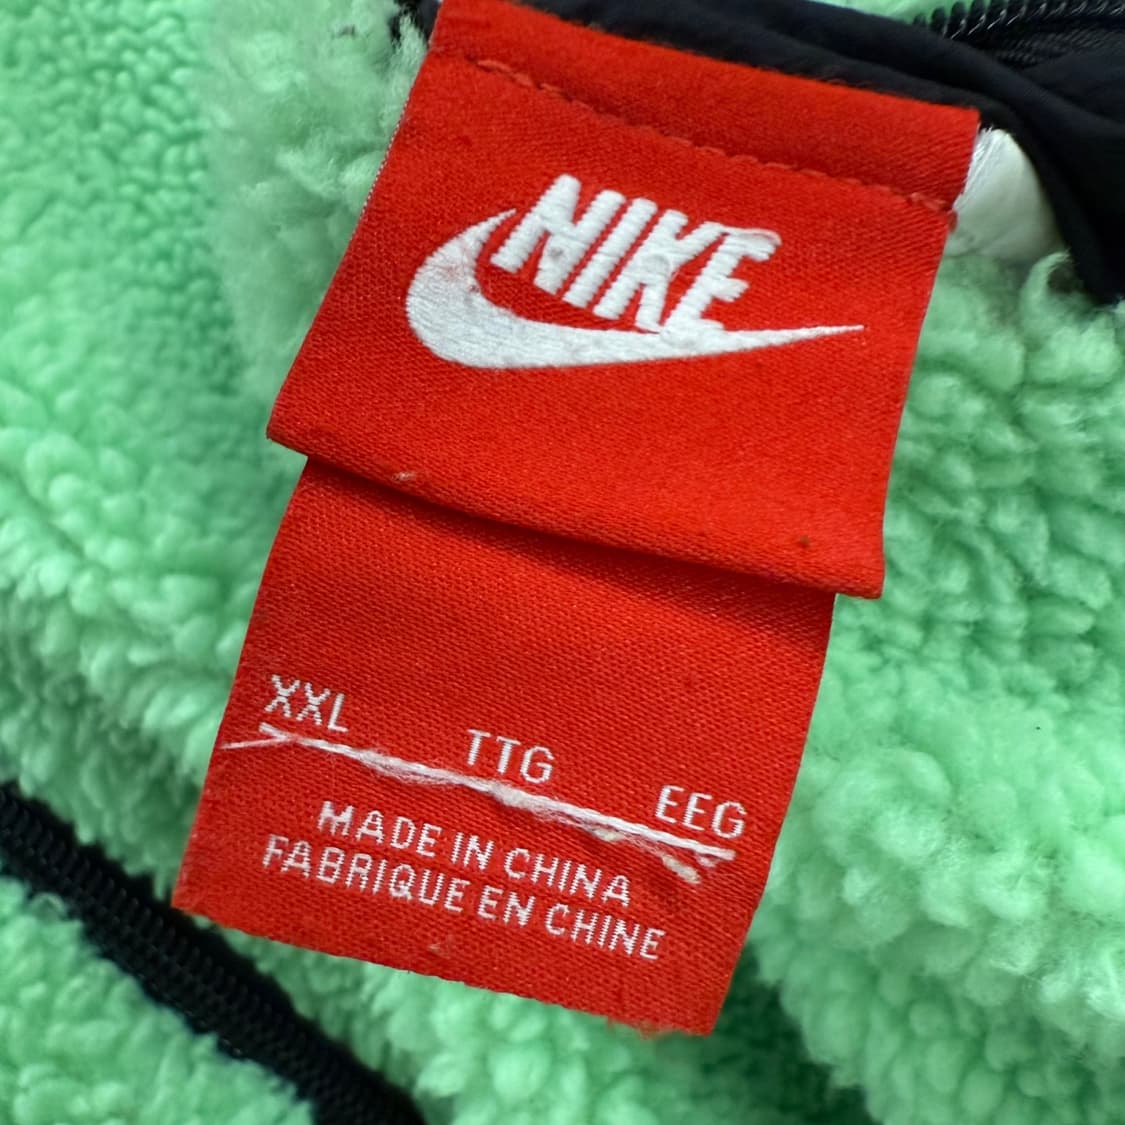 NIKE
XXL TTG EEG
MADE IN CHINA
FABRIQUE EN CHINE